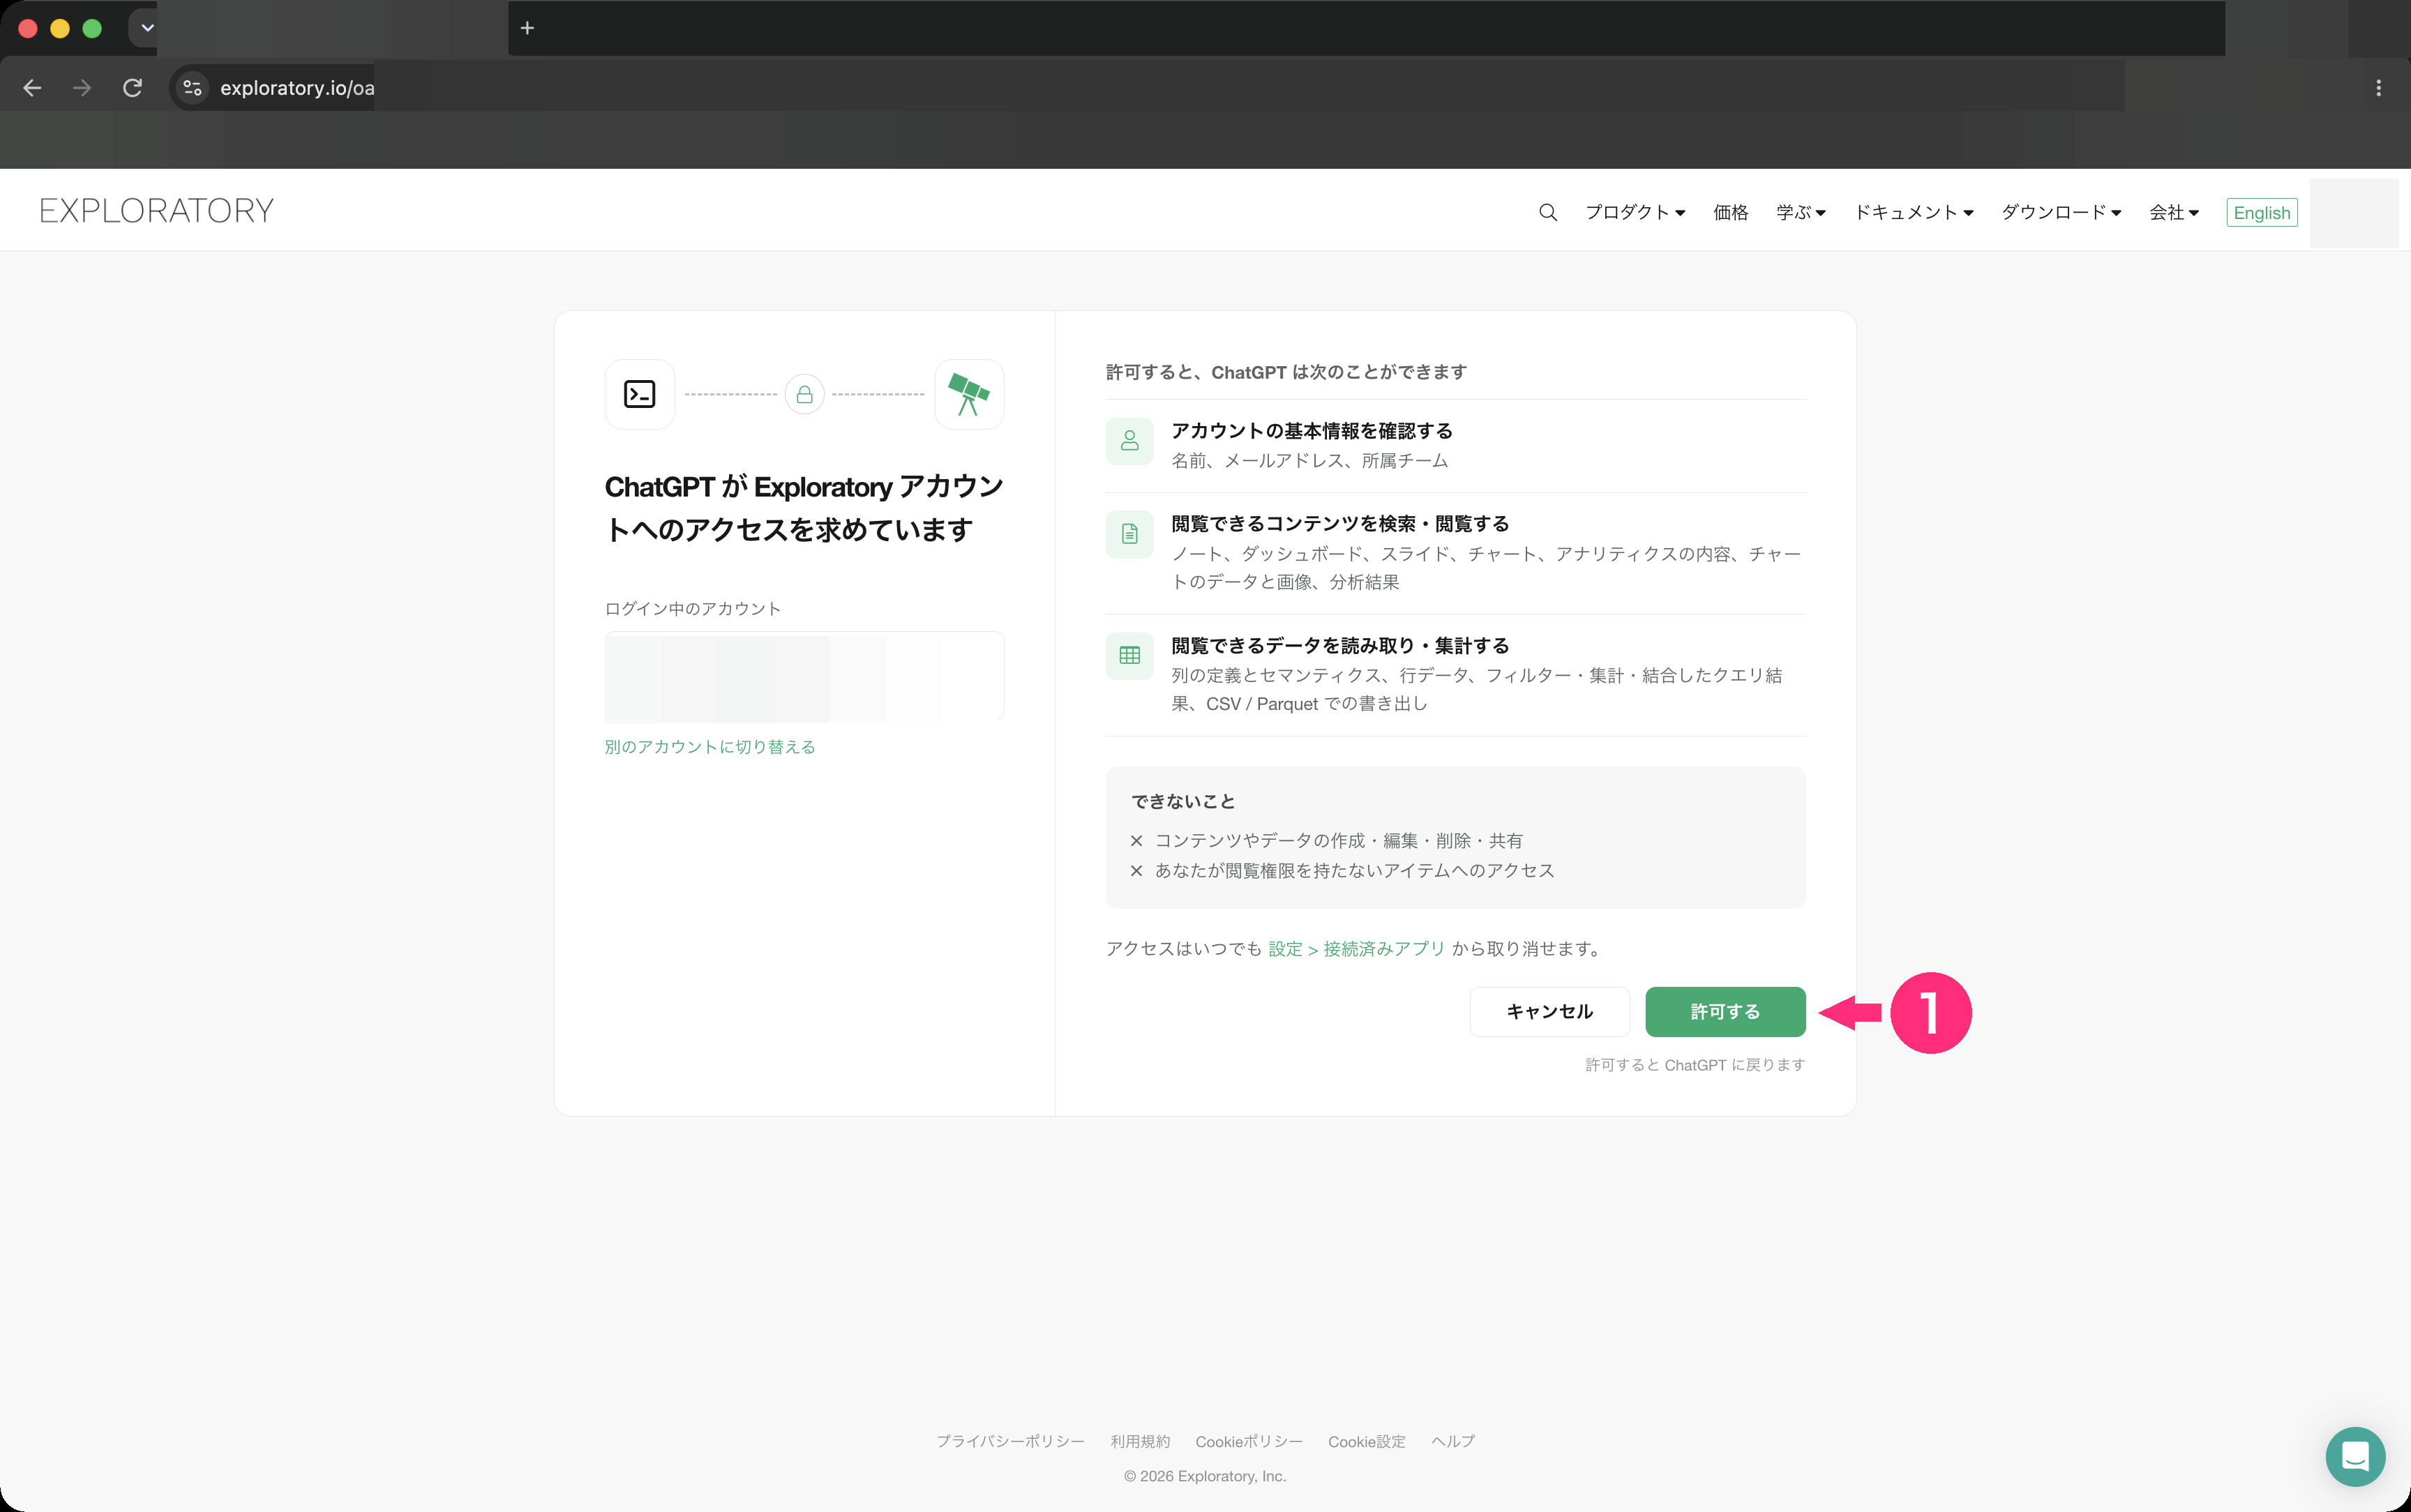 exploratory.io/oa
EXPLORATORY
プロダクト
価格
学ぶ
ドキュメント
ダウンロード
会社
English
ChatGPT が Exploratory アカウン
トへのアクセスを求めています
ログイン中のアカウント
別のアカウントに切り替える
許可すると、ChatGPT は次のことができます
アカウントの基本情報を確認する
名前、メールアドレス、所属チーム
閲覧できるコンテンツを検索・閲覧する
ノート、ダッシュボード、スライド、チャート、アナリティクスの内容、チャー
トのデータと画像、分析結果
閲覧できるデータを読み取り・集計する
列の定義とセマンティクス、行データ、フィルター・集計・結合したクエリ結
果、CSV / Parquet での書き出し
できないこと
× コンテンツやデータの作成・編集・削除・共有
× あなたが閲覧権限を持たないアイテムへのアクセス
アクセスはいつでも 設定 > 接続済みアプリ から取り消せます。
キャンセル
許可する
1
許可すると ChatGPT に戻ります
プライバシーポリシー
利用規約
Cookieポリシー
Cookie設定
ヘルプ
© 2026 Exploratory, Inc.